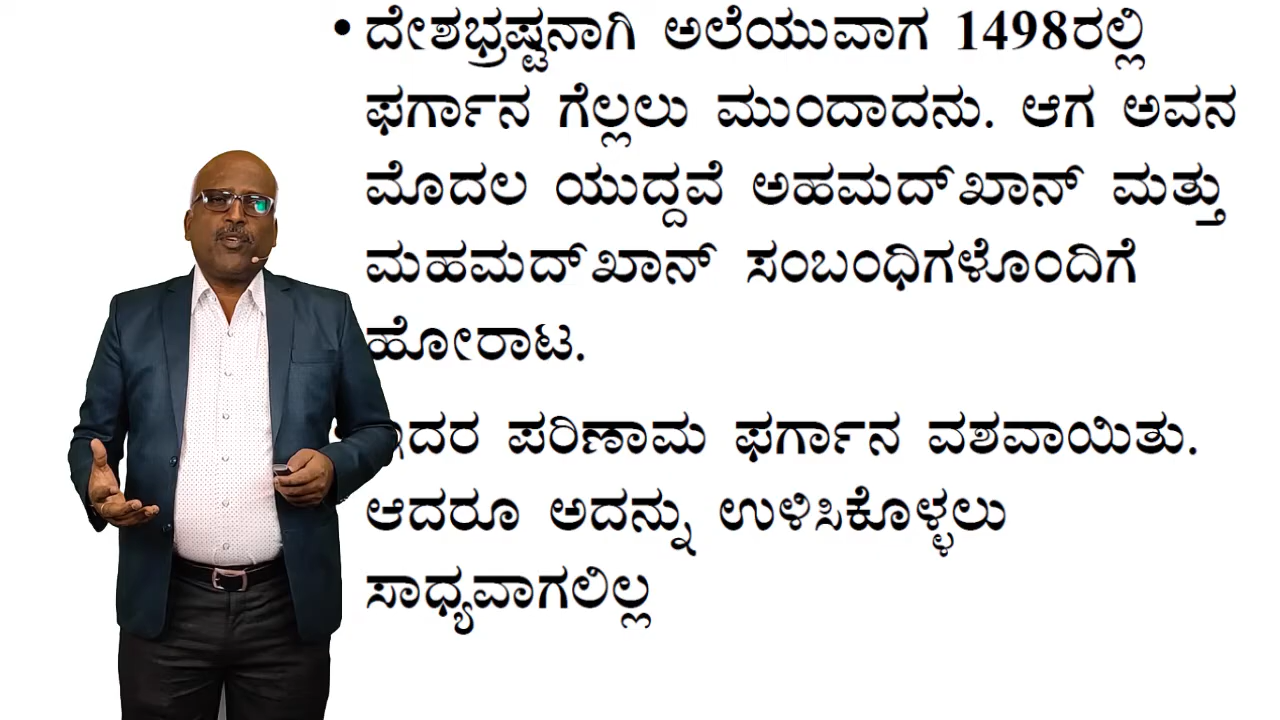 • ದೇಶಭ್ರಷ್ಟನಾಗಿ ಅಲೆಯುವಾಗ 1498ರಲ್ಲಿ
ಫರ್ಗಾನ ಗೆಲ್ಲಲು ಮುಂದಾದನು. ಆಗ ಅವನ
ಮೊದಲ ಯುದ್ದವೆ ಅಹಮದ್‌ಖಾನ್ ಮತ್ತು
ಮಹಮದ್‌ಖಾನ್ ಸಂಬಂಧಿಗಳೊಂದಿಗೆ
ಹೋರಾಟ.
ಪರಿಣಾಮ ಫರ್ಗಾನ ವಶವಾಯಿತು.
ಆದರೂ ಅದನ್ನು ಉಳಿಸಿಕೊಳ್ಳಲು
ಸಾಧ್ಯವಾಗಲಿಲ್ಲ